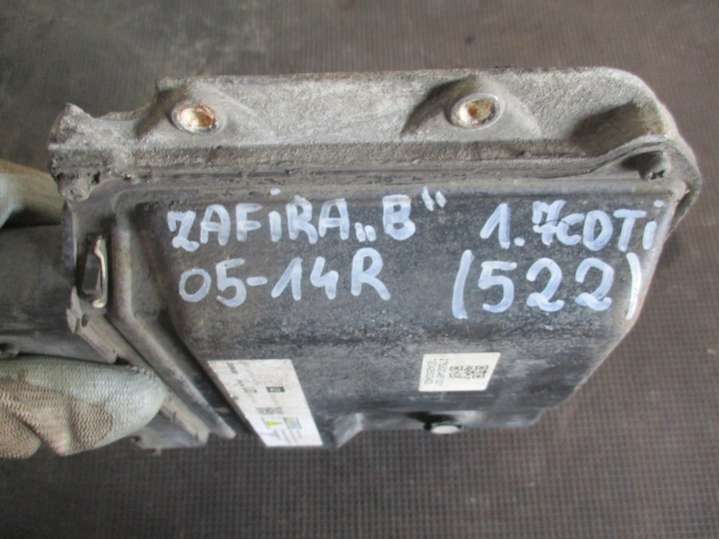 ZAFiRA „B“ 1.7CDTi
05-14R (522)